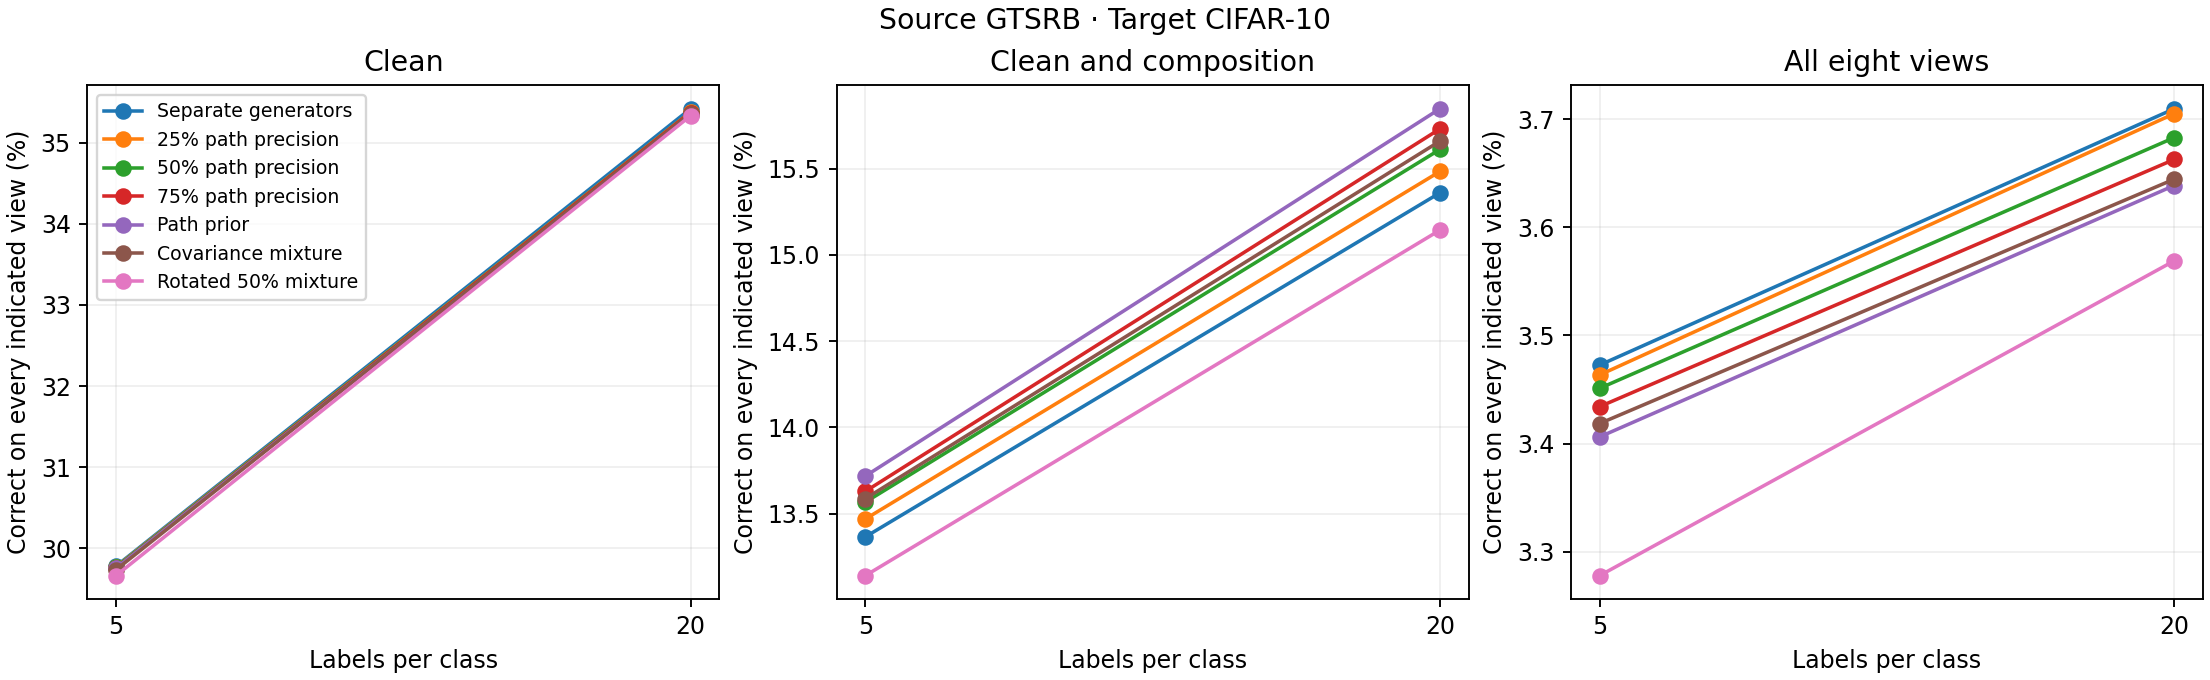 Source GTSRB · Target CIFAR-10
Clean
Correct on every indicated view (%)
35
34
33
32
31
30
Separate generators
25% path precision
50% path precision
75% path precision
Path prior
Covariance mixture
Rotated 50% mixture
5
20
Labels per class
Clean and composition
Correct on every indicated view (%)
15.5
15.0
14.5
14.0
13.5
5
20
Labels per class
All eight views
Correct on every indicated view (%)
3.7
3.6
3.5
3.4
3.3
5
20
Labels per class